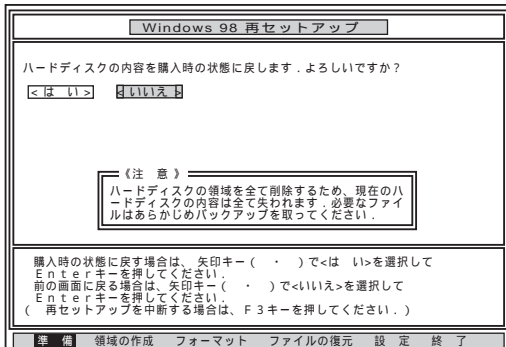 Windows 98 再セットアップ
ハードディスクの内容を購入時の状態に戻します．よろしいですか？
<は い> <いいえ>
《注 意》
ハードディスクの領域を全て削除するため、現在のハ
ードディスクの内容は全て失われます．必要なファイ
ルはあらかじめバックアップを取ってください．
購入時の状態に戻す場合は、矢印キー（ ・ ）で<は い>を選択して
Ｅｎｔｅｒキーを押してください．
前の画面に戻る場合は、矢印キー（ ・ ）で<いいえ>を選択して
Ｅｎｔｅｒキーを押してください．
（ 再セットアップを中断する場合は、Ｆ３キーを押してください．）
準 備 領域の作成 フォーマット ファイルの復元 設 定 終 了